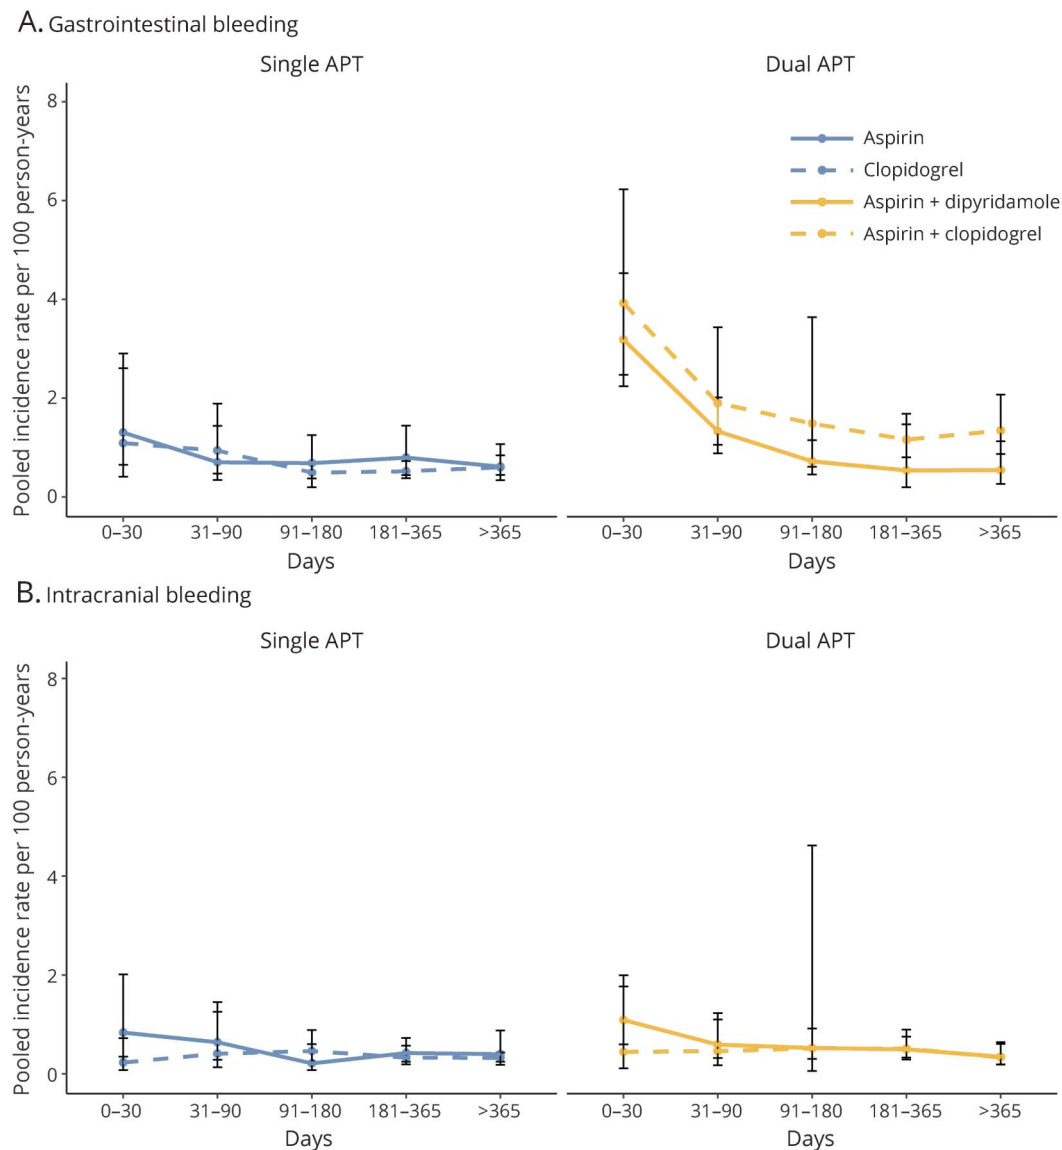 A. Gastrointestinal bleeding
Single APT
Dual APT
Pooled incidence rate per 100 person-years
8
6
4
2
0
Aspirin
Clopidogrel
Aspirin + dipyridamole
Aspirin + clopidogrel
0–30 31–90 91–180 181–365 >365
0–30 31–90 91–180 181–365 >365
Days
Days
B. Intracranial bleeding
Single APT
Dual APT
Pooled incidence rate per 100 person-years
8
6
4
2
0
0–30 31–90 91–180 181–365 >365
0–30 31–90 91–180 181–365 >365
Days
Days